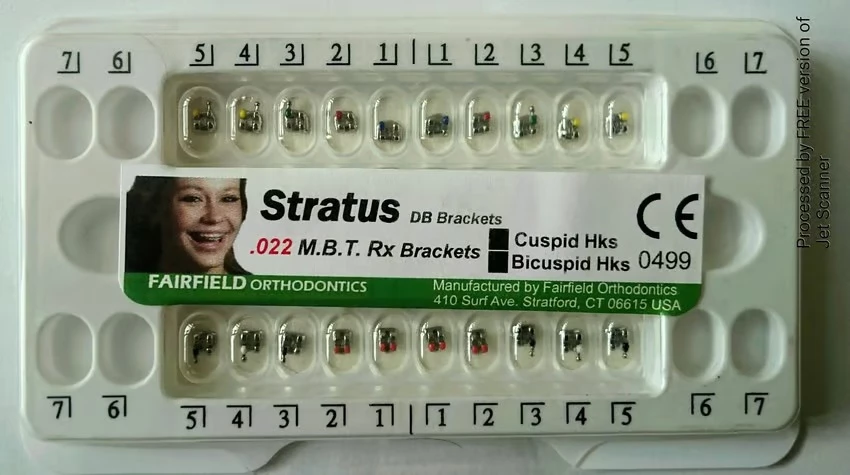 7 6 5 4 3 2 1 | 1 2 3 4 5 6 7
Stratus DB Brackets
.022 M.B.T. Rx Brackets
Cuspid Hks
Bicuspid Hks
CE
0499
FAIRFIELD ORTHODONTICS
Manufactured by Fairfield Orthodontics
410 Surf Ave. Stratford, CT 06615 USA
7 6 5 4 3 2 1 | 1 2 3 4 5 6 7
Processed by FREE version of
Jet Scanner